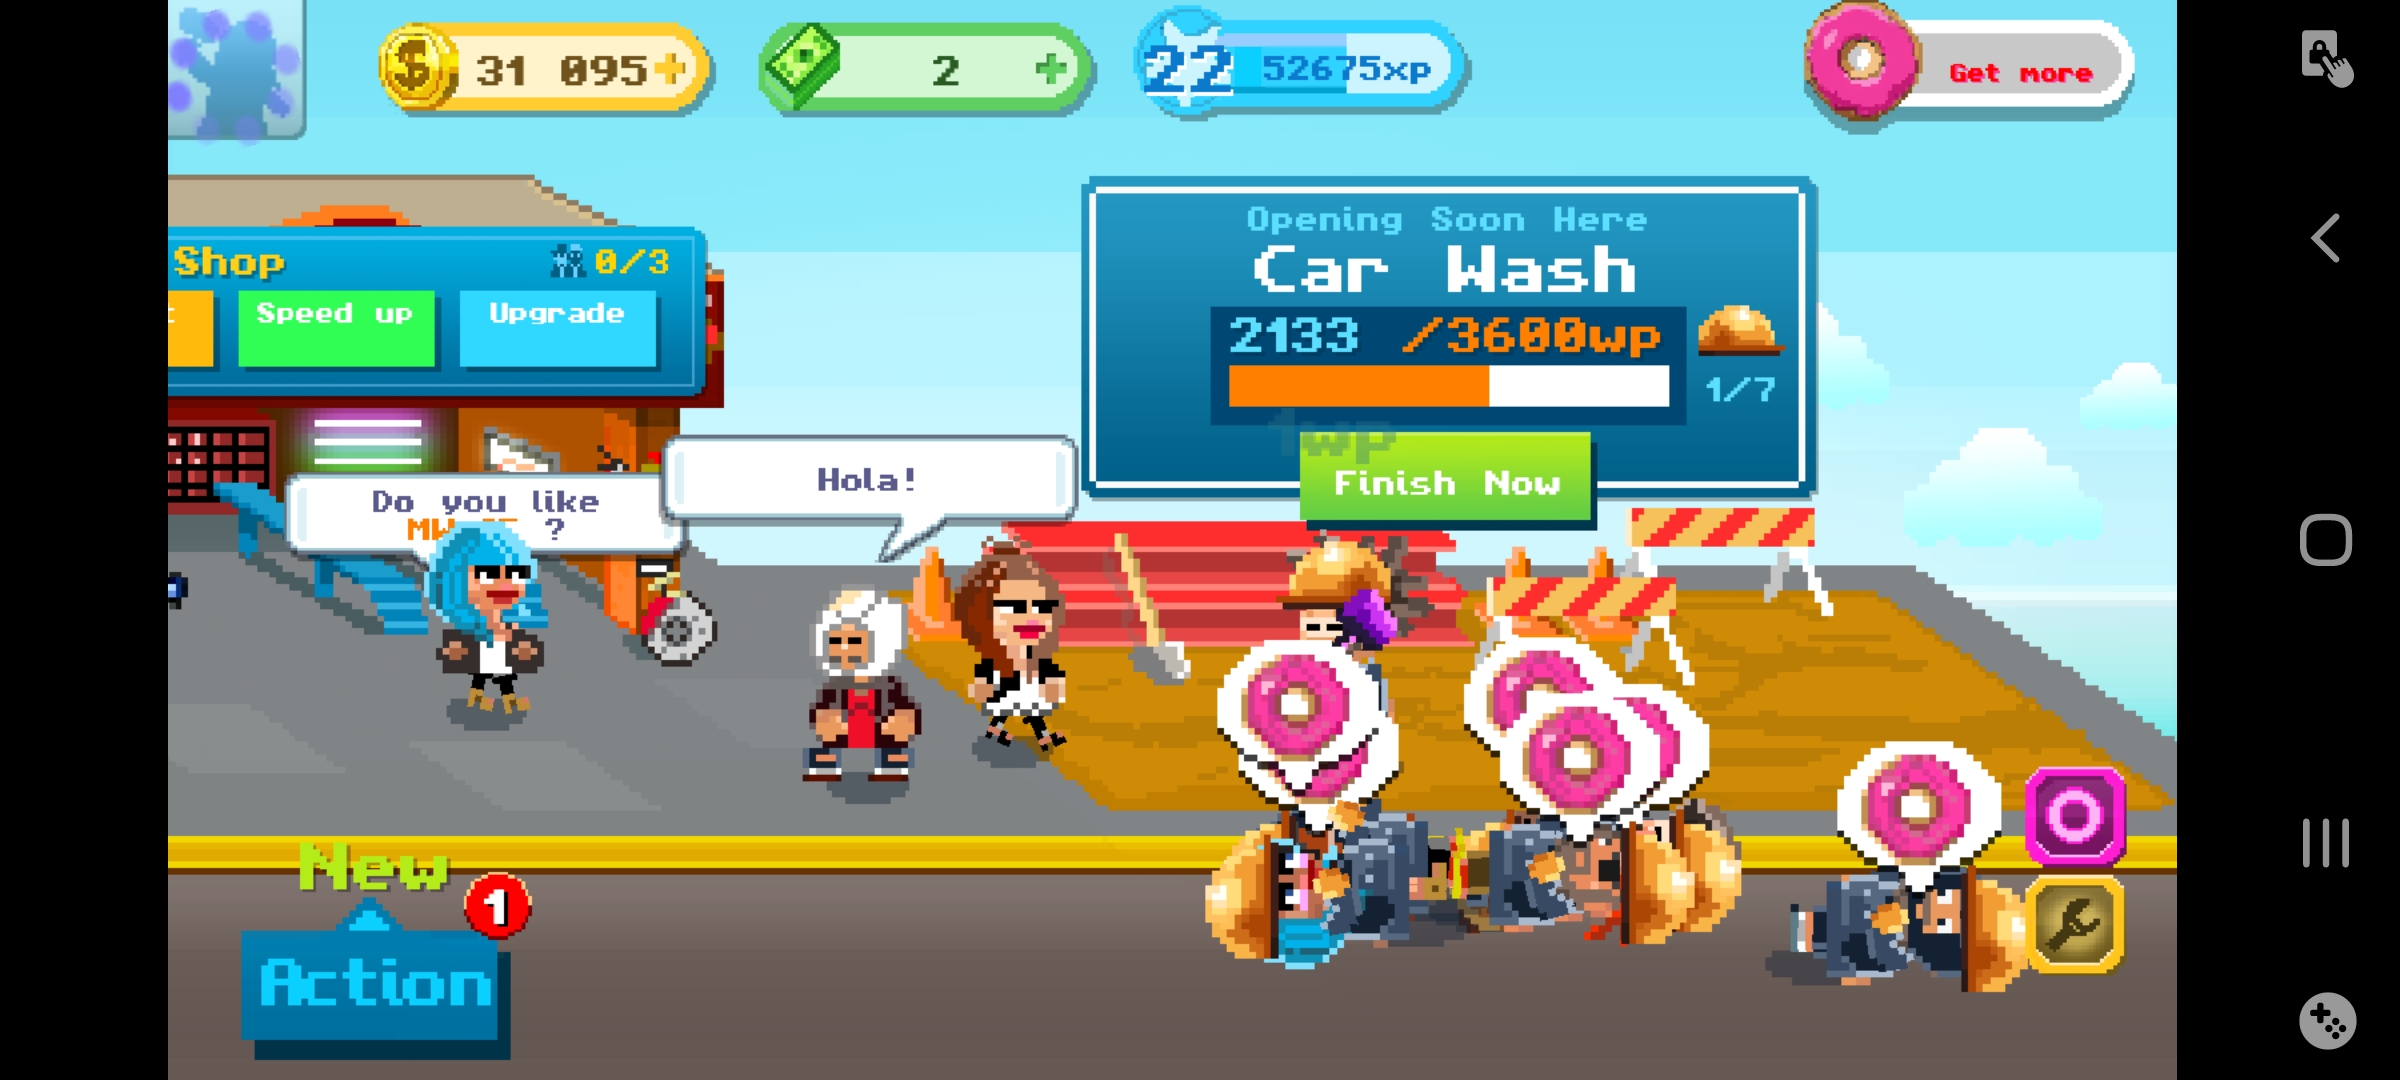 31 095
2
22
52675xp
Get more
Shop
0/3
Speed up
Upgrade
Opening Soon Here
Car Wash
2133 /3600wp
1/7
1wp
Finish Now
Do you like
?
Hola!
New
1
Action